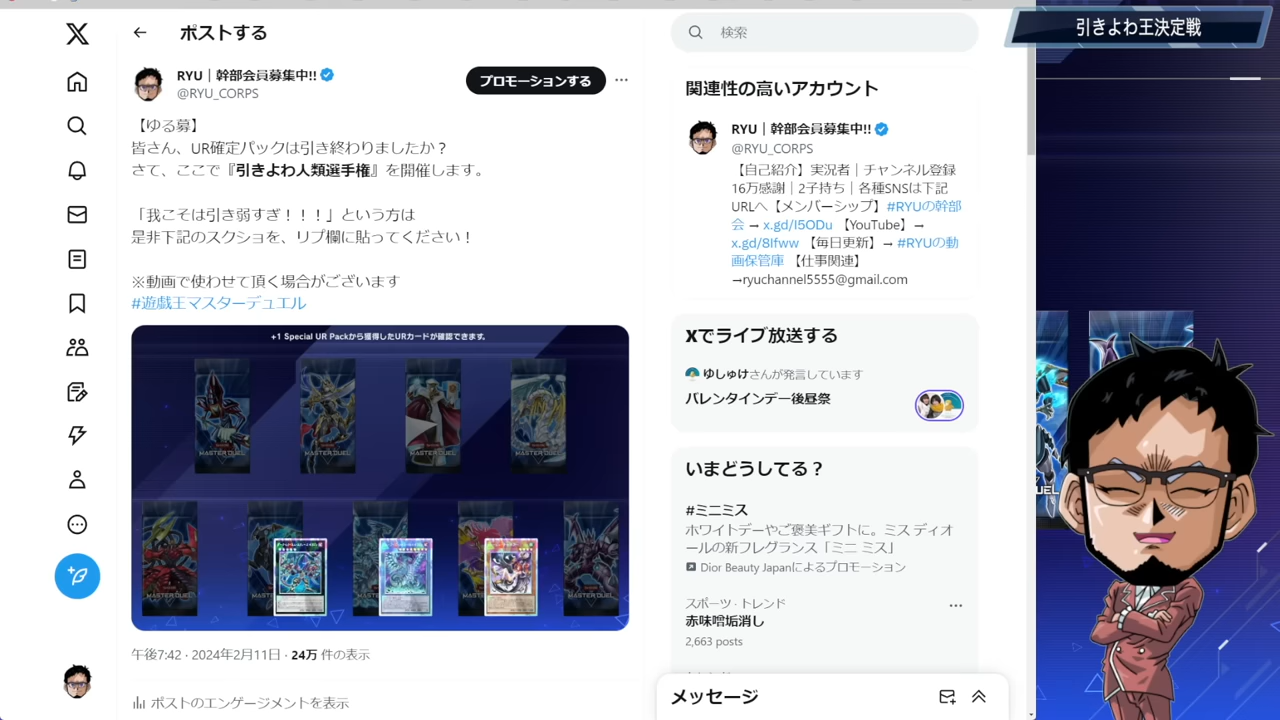 引きよわ王決定戦
ポストする
RYU｜幹部会員募集中!!
@RYU_CORPS
プロモーションする
【ゆる募】
皆さん、UR確定パックは引き終わりましたか？
さて、ここで『引きよわ人類選手権』を開催します。
「我こそは引き弱すぎ！！！」という方は
是非下記のスクショを、リプ欄に貼ってください！
※動画で使わせて頂く場合がございます
#遊戯王マスターデュエル
+1 Special UR Packから獲得したURカードが確認できます。
MASTER DUEL
MASTER DUEL
MASTER DUEL
MASTER DUEL
MASTER DUEL
MASTER DUEL
午後7:42 · 2024年2月11日 · 24万 件の表示
ポストのエンゲージメントを表示
検索
関連性の高いアカウント
RYU｜幹部会員募集中!!
@RYU_CORPS
【自己紹介】実況者｜チャンネル登録
16万感謝｜2子持ち｜各種SNSは下記
URLへ【メンバーシップ】#RYUの幹部
会 → x.gd/I5ODu 【YouTube】→
x.gd/8Ifww 【毎日更新】→ #RYUの動
画保管庫 【仕事関連】
→ryuchannel5555@gmail.com
Xでライブ放送する
ゆしゅけさんが発言しています
バレンタインデー後昼祭
いまどうしてる？
#ミニミス
ホワイトデーやご褒美ギフトに。ミス ディオ
ールの新フレグランス「ミニ ミス」
Dior Beauty Japanによるプロモーション
スポーツ · トレンド
赤味噌垢消し
2,663 posts
メッセージ